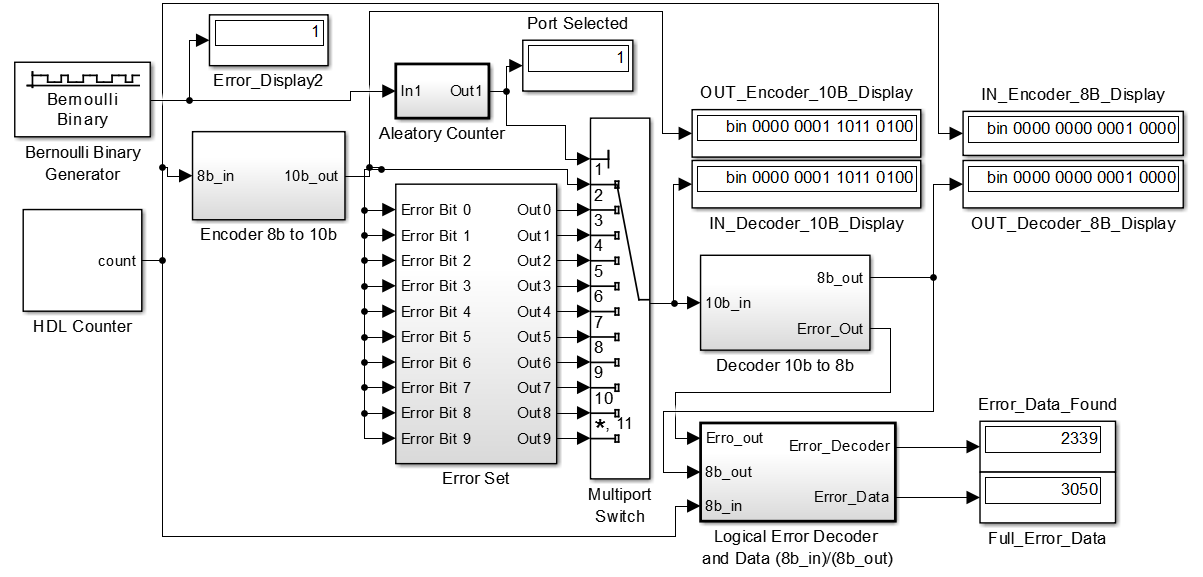 Port Selected
1
1
Error_Display2
Bernoulli
Binary
Bernoulli Binary
Generator
In1 Out1
Aleatory Counter
OUT_Encoder_10B_Display
bin 0000 0001 1011 0100
bin 0000 0001 1011 0100
IN_Decoder_10B_Display
IN_Encoder_8B_Display
bin 0000 0000 0001 0000
bin 0000 0000 0001 0000
OUT_Decoder_8B_Display
8b_in 10b_out
Encoder 8b to 10b
count
HDL Counter
Error Bit 0 Out0
Error Bit 1 Out1
Error Bit 2 Out2
Error Bit 3 Out3
Error Bit 4 Out4
Error Bit 5 Out5
Error Bit 6 Out6
Error Bit 7 Out7
Error Bit 8 Out8
Error Bit 9 Out9
Error Set
1
2
3
4
5
6
7
8
9
10
*, 11
Multiport
Switch
8b_out
10b_in
Error_Out
Decoder 10b to 8b
Erro_out
Error_Decoder
8b_out
Error_Data
8b_in
Logical Error Decoder
and Data (8b_in)/(8b_out)
Error_Data_Found
2339
3050
Full_Error_Data